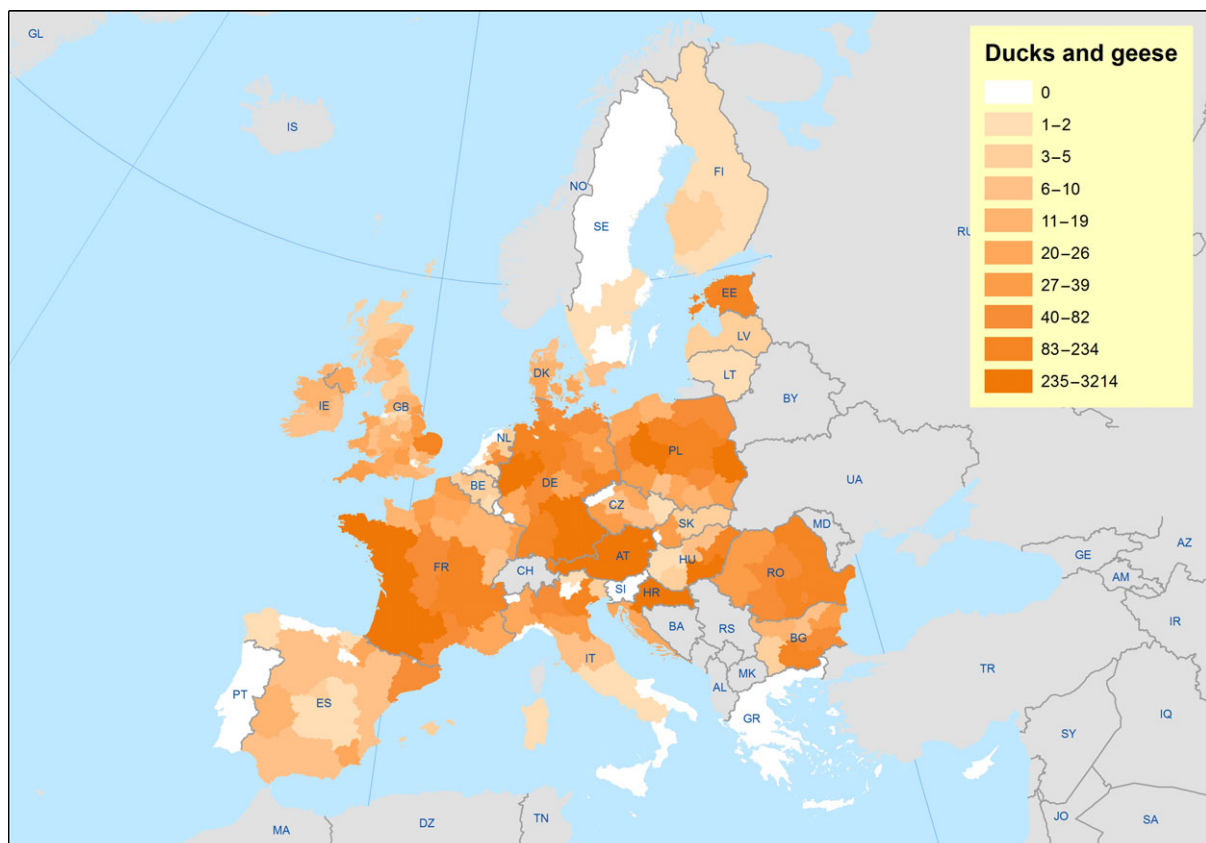 GL
IS
NO
SE
FI
RU
EE
LV
LT
DK
IE
GB
NL
BE
DE
PL
BY
UA
CZ
SK
MD
FR
CH
AT
HU
RO
SI
HR
BA
RS
BG
IT
MK
AL
GR
PT
ES
TR
GE
AZ
AM
IR
SY
IQ
JO
SA
MA
DZ
TN
Ducks and geese
0
1–2
3–5
6–10
11–19
20–26
27–39
40–82
83–234
235–3214